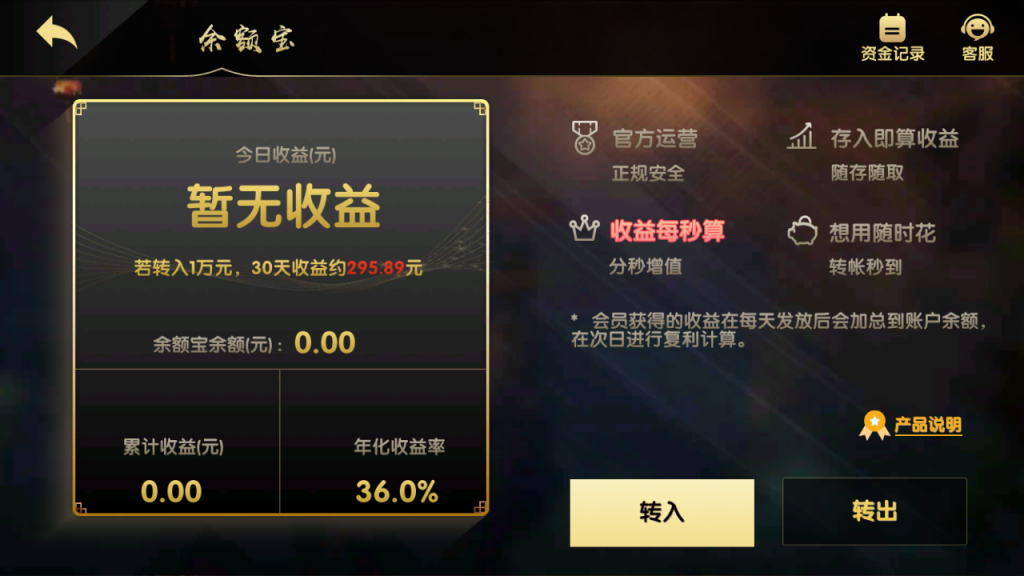 余额宝
资金记录
客服
今日收益(元)
暂无收益
若转入1万元，30天收益约295.89元
余额宝余额(元)：0.00
累计收益(元)
0.00
年化收益率
36.0%
官方运营
正规安全
存入即算收益
随存随取
收益每秒算
分秒增值
想用随时花
转帐秒到
* 会员获得的收益在每天发放后会加总到账户余额，
在次日进行复利计算。
产品说明
转入
转出